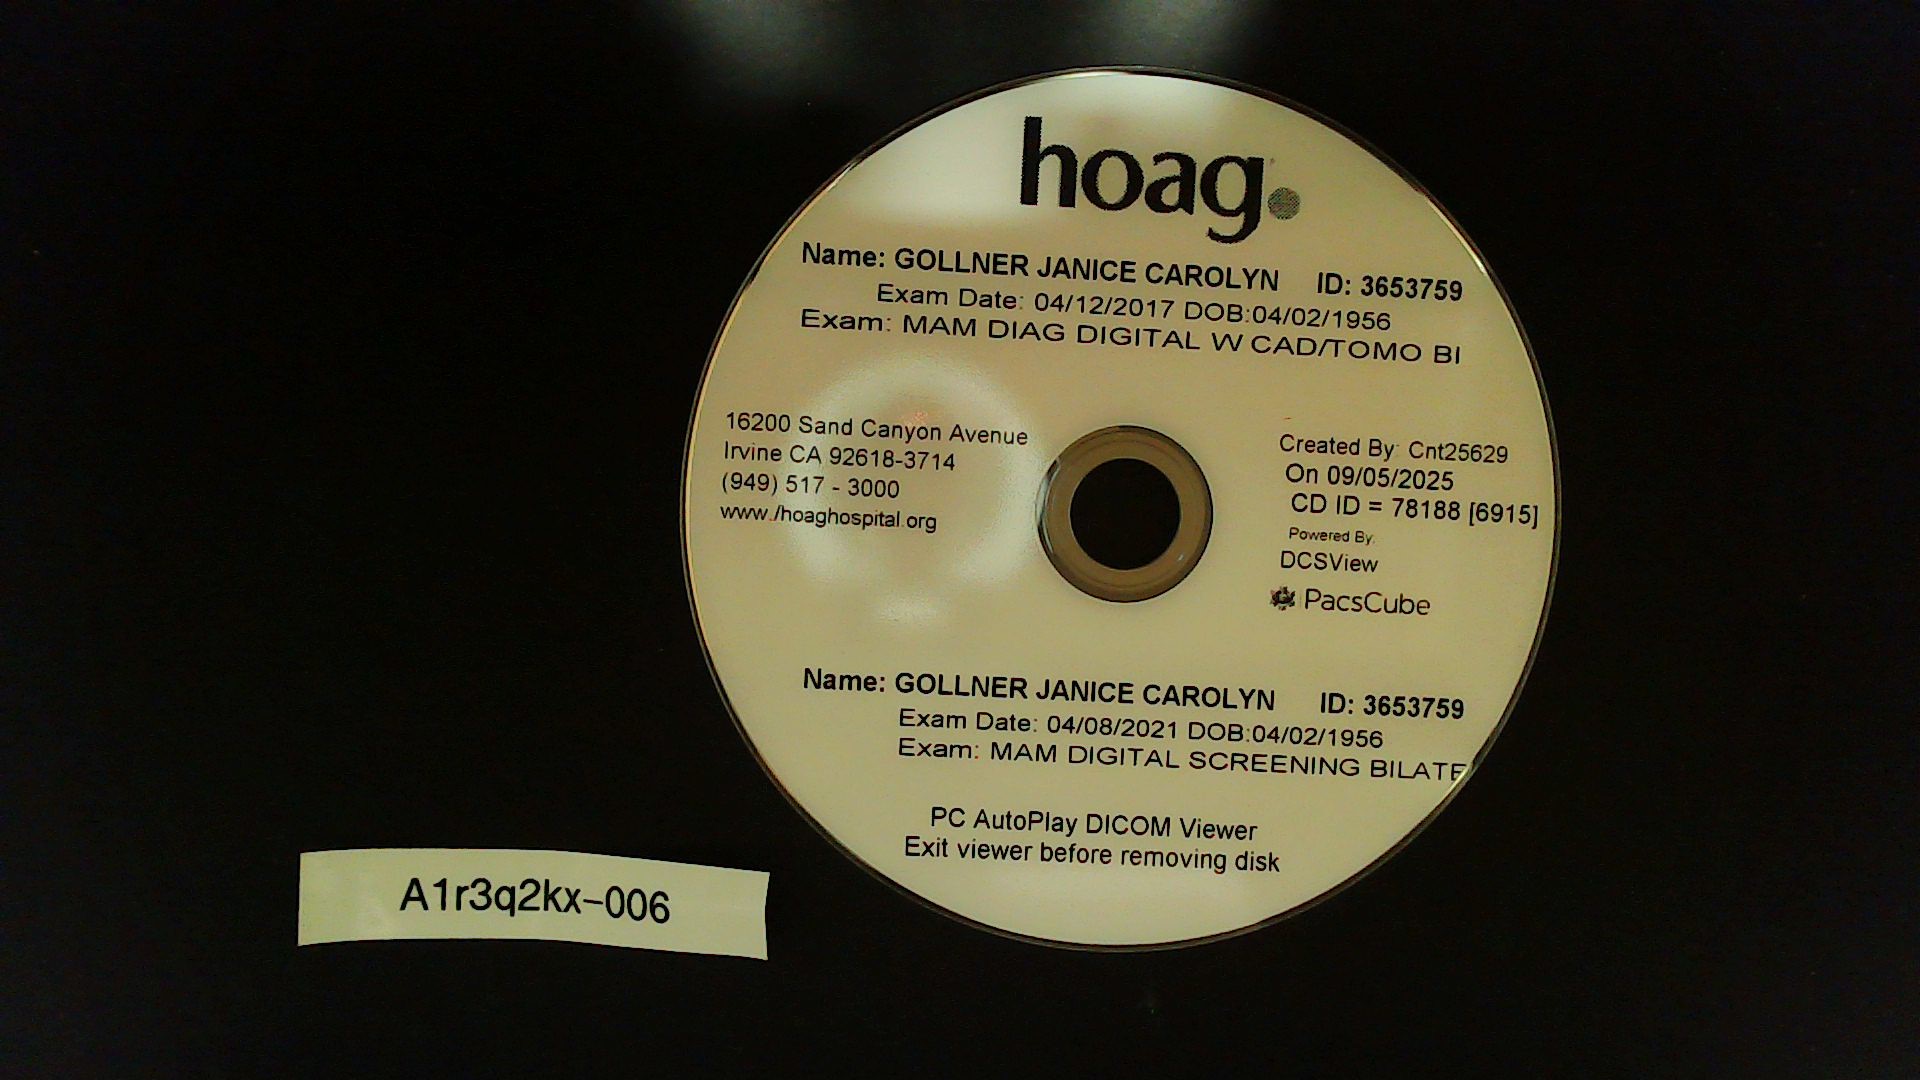 hoag
Name: GOLLNER JANICE CAROLYN ID: 3653759
Exam Date: 04/12/2017 DOB:04/02/1956
Exam: MAM DIAG DIGITAL W CAD/TOMO BI
16200 Sand Canyon Avenue
Irvine CA 92618-3714
(949) 517 - 3000
www./hoaghospital.org
Created By: Cnt25629
On 09/05/2025
CD ID = 78188 [6915]
Powered By:
DCSView
PacsCube
Name: GOLLNER JANICE CAROLYN ID: 3653759
Exam Date: 04/08/2021 DOB:04/02/1956
Exam: MAM DIGITAL SCREENING BILATE
PC AutoPlay DICOM Viewer
Exit viewer before removing disk
A1r3q2kx-006